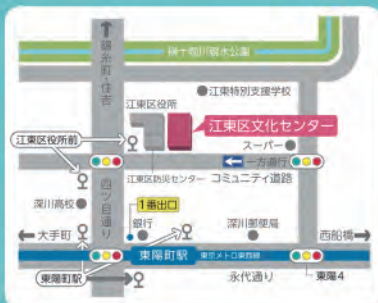 横十間川親水公園
錦糸町・住吉
江東特別支援学校
江東区役所
江東区文化センター
江東区役所前
スーパー
一方通行
江東区防災センター
コミュニティ道路
四ツ目通り
深川高校
1番出口
銀行
深川郵便局
大手町
西船橋
東陽町駅
東京メトロ東西線
東陽町駅
永代通り
東陽4